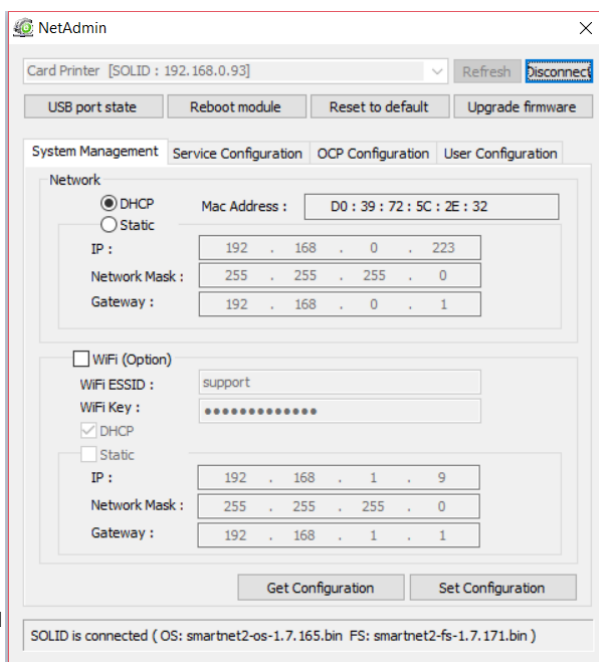 NetAdmin
Card Printer [SOLID : 192.168.0.93] Refresh Disconnect
USB port state Reboot module Reset to default Upgrade firmware
System Management Service Configuration OCP Configuration User Configuration
Network
DHCP Mac Address : D0 : 39 : 72 : 5C : 2E : 32
Static
IP : 192 . 168 . 0 . 223
Network Mask : 255 . 255 . 255 . 0
Gateway : 192 . 168 . 0 . 1
WiFi (Option)
WiFi ESSID : support
WiFi Key : •••••••••••••
DHCP
Static
IP : 192 . 168 . 1 . 9
Network Mask : 255 . 255 . 255 . 0
Gateway : 192 . 168 . 1 . 1
Get Configuration Set Configuration
SOLID is connected ( OS: smartnet2-os-1.7.165.bin FS: smartnet2-fs-1.7.171.bin )